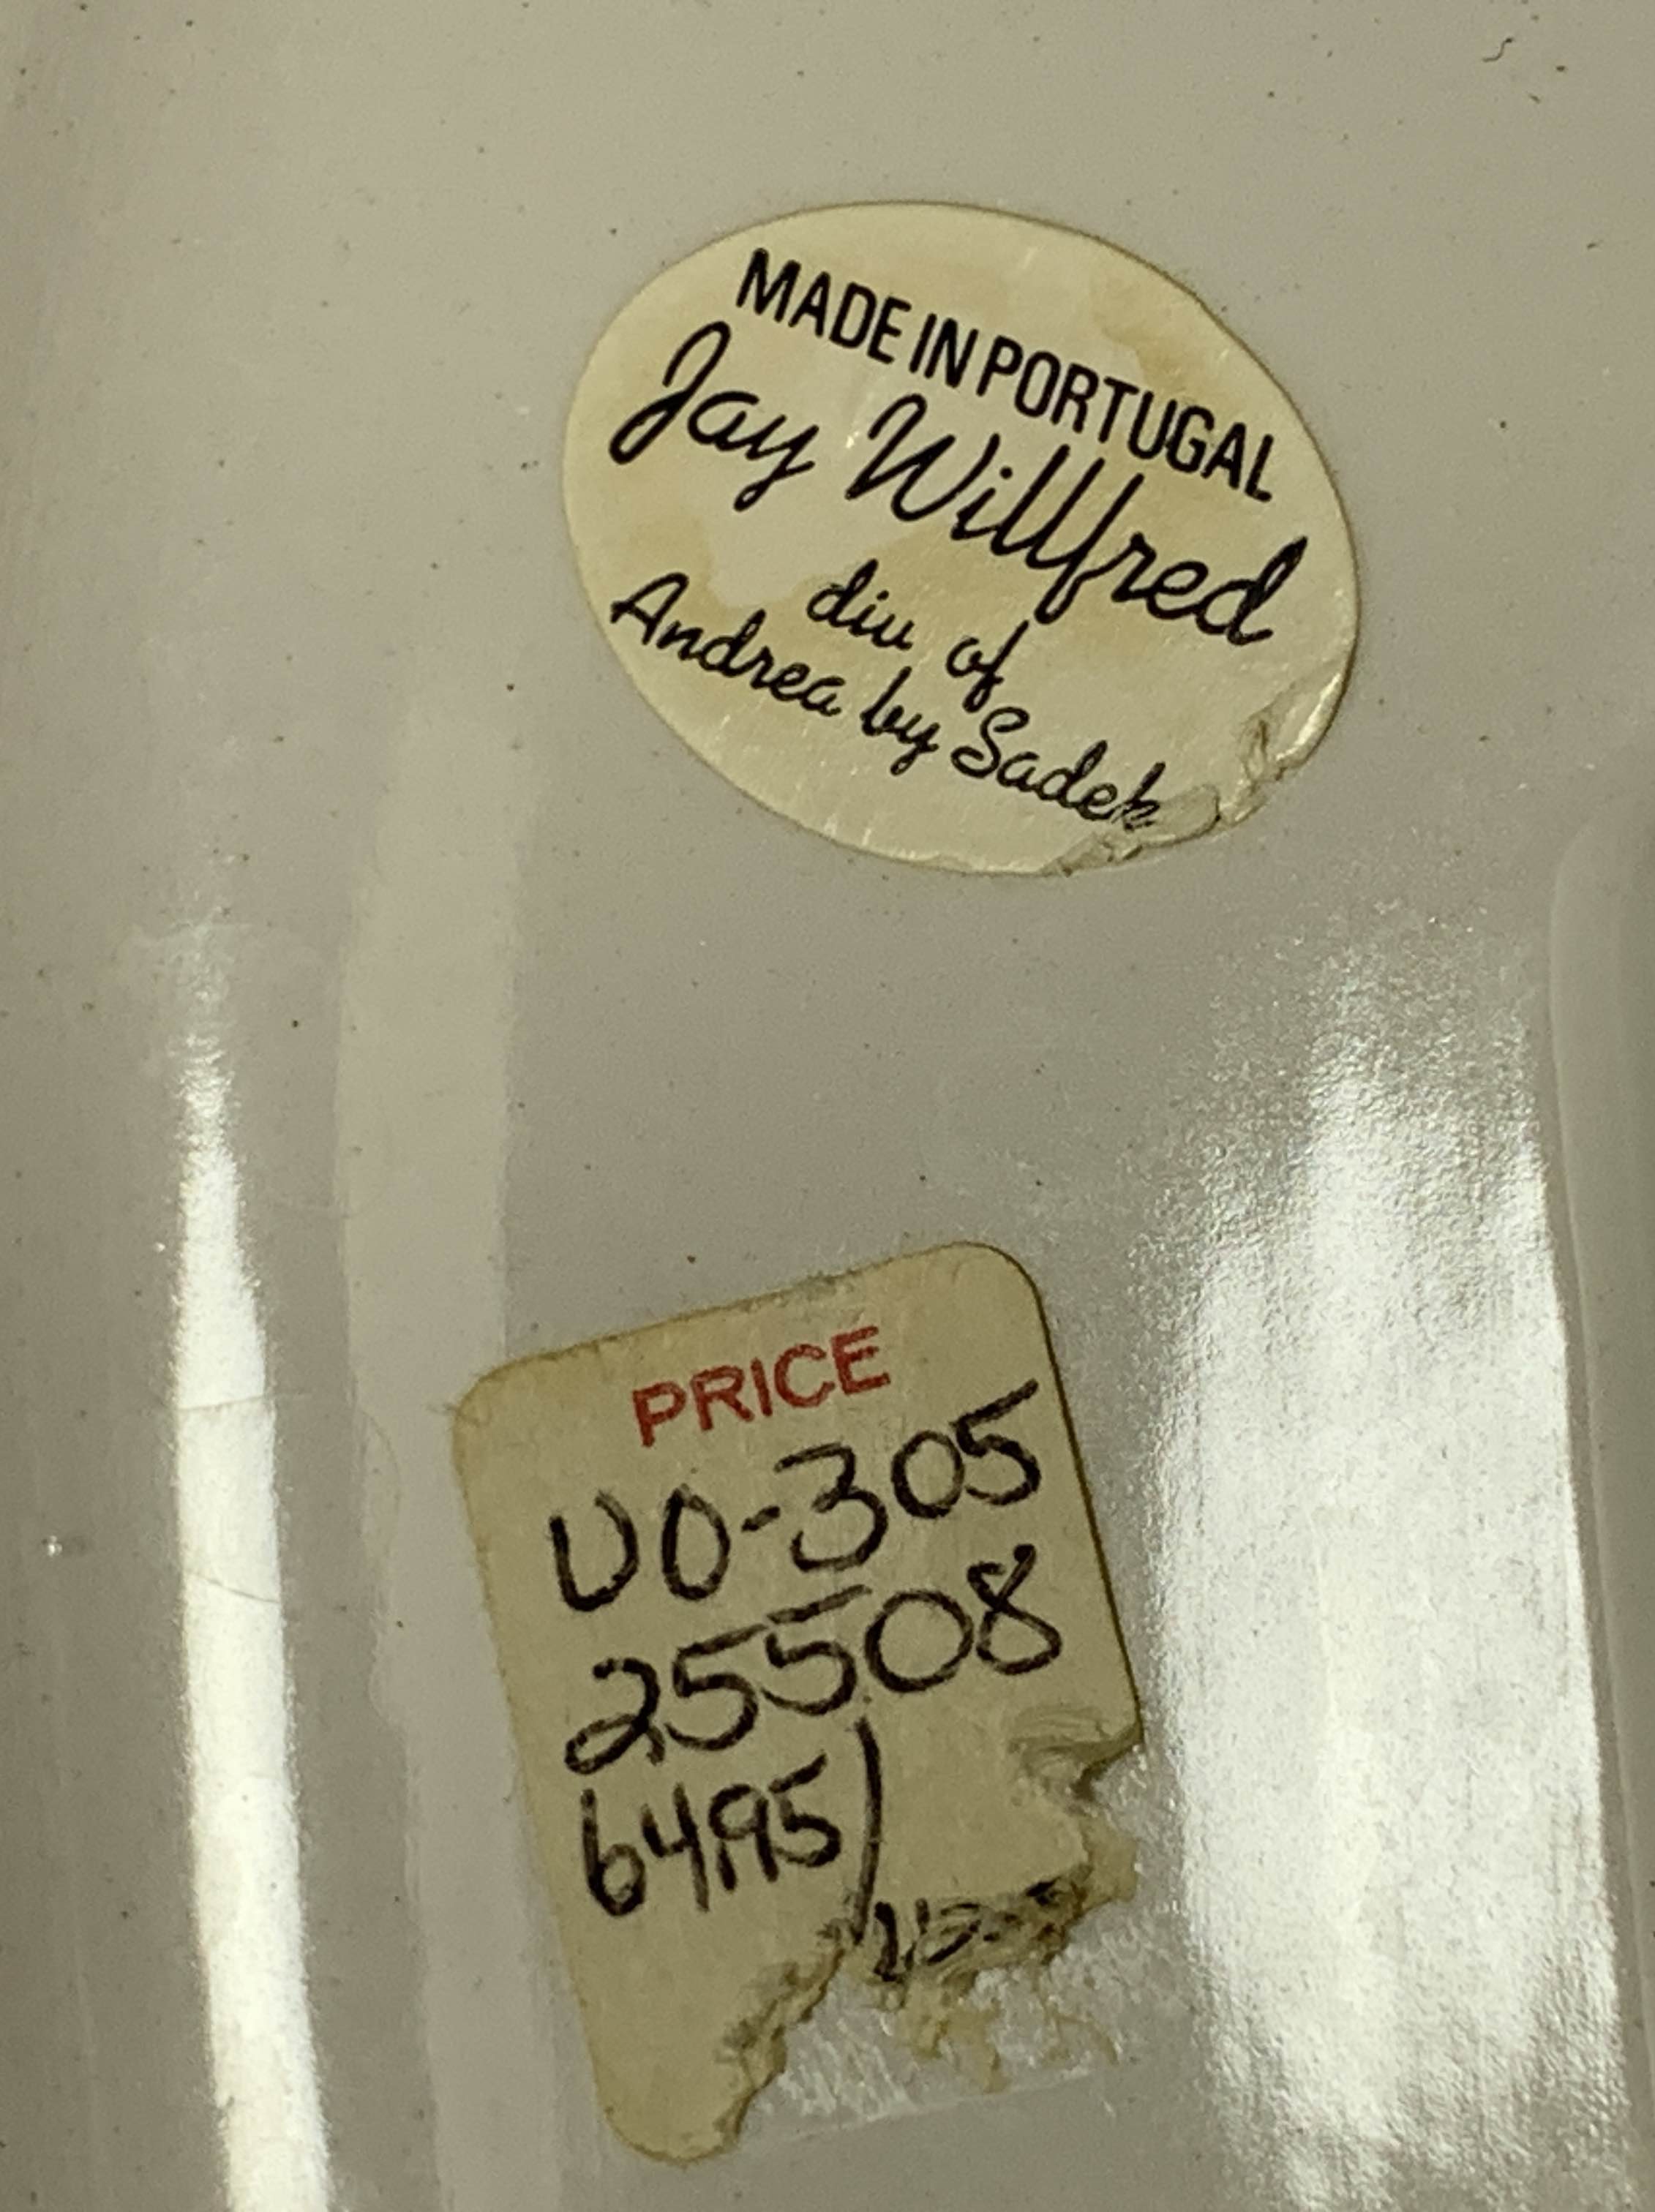 MADE IN PORTUGAL
Jay Willfred
div of
Andrea by Sadek
PRICE
UO-305
25508
6495